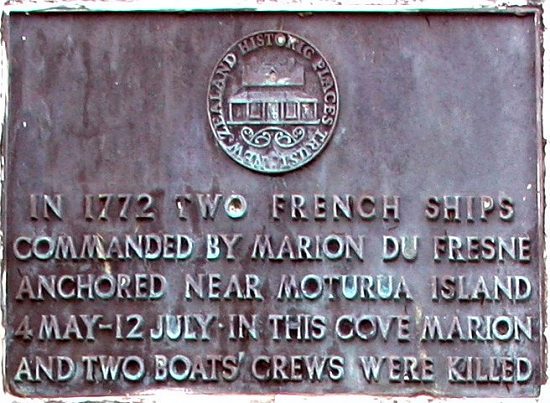 NEW ZEALAND HISTORIC PLACES TRUST
IN 1772 TWO FRENCH SHIPS
COMMANDED BY MARION DU FRESNE
ANCHORED NEAR MOTURUA ISLAND
4 MAY-12 JULY·IN THIS COVE MARION
AND TWO BOATS' CREWS WERE KILLED